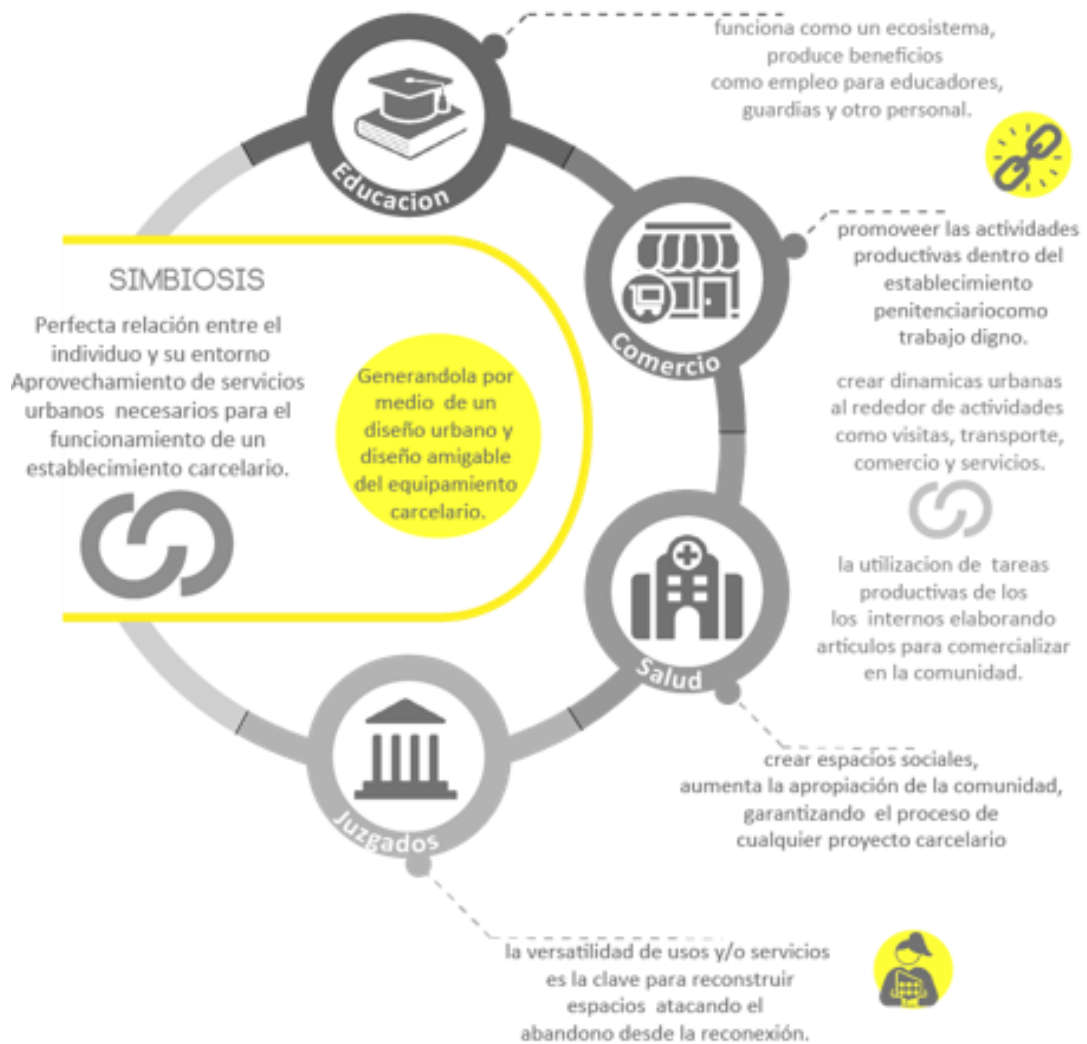 funciona como un ecosistema,
produce beneficios
como empleo para educadores,
guardias y otro personal.
Educacion
promoveer las actividades
productivas dentro del
establecimiento
penitenciariocomo
trabajo digno.
Comercio
SIMBIOSIS
Perfecta relación entre el
individuo y su entorno
Aprovechamiento de servicios
urbanos necesarios para el
funcionamiento de un
establecimiento carcelario.
Generandola por
medio de un
diseño urbano y
diseño amigable
del equipamiento
carcelario.
crear dinamicas urbanas
al rededor de actividades
como visitas, transporte,
comercio y servicios.
la utilizacion de tareas
productivas de los
los internos elaborando
articulos para comercializar
en la comunidad.
Salud
crear espacios sociales,
aumenta la apropiación de la comunidad,
garantizando el proceso de
cualquier proyecto carcelario
Juzgados
la versatilidad de usos y/o servicios
es la clave para reconstruir
espacios atacando el
abandono desde la reconexión.